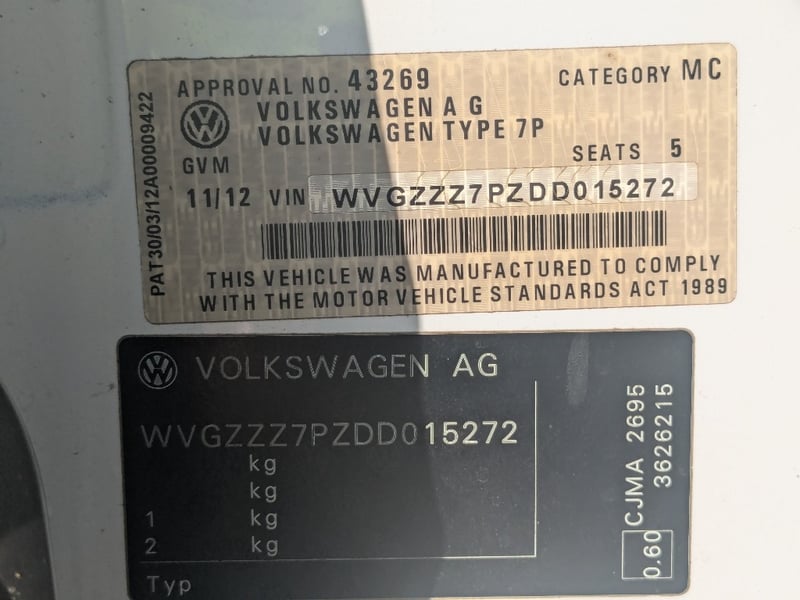 APPROVAL NO. 43269
CATEGORY MC
VOLKSWAGEN A G
VOLKSWAGEN TYPE 7P
GVM
SEATS 5
11/12 VIN WVGZZZ7PZDD015272
THIS VEHICLE WAS MANUFACTURED TO COMPLY
WITH THE MOTOR VEHICLE STANDARDS ACT 1989
PAT30/03/12A00009422
VOLKSWAGEN AG
WVGZZZ7PZDD015272
kg
kg
1 kg
2 kg
Typ
0.60 CJMA 2695
3626215